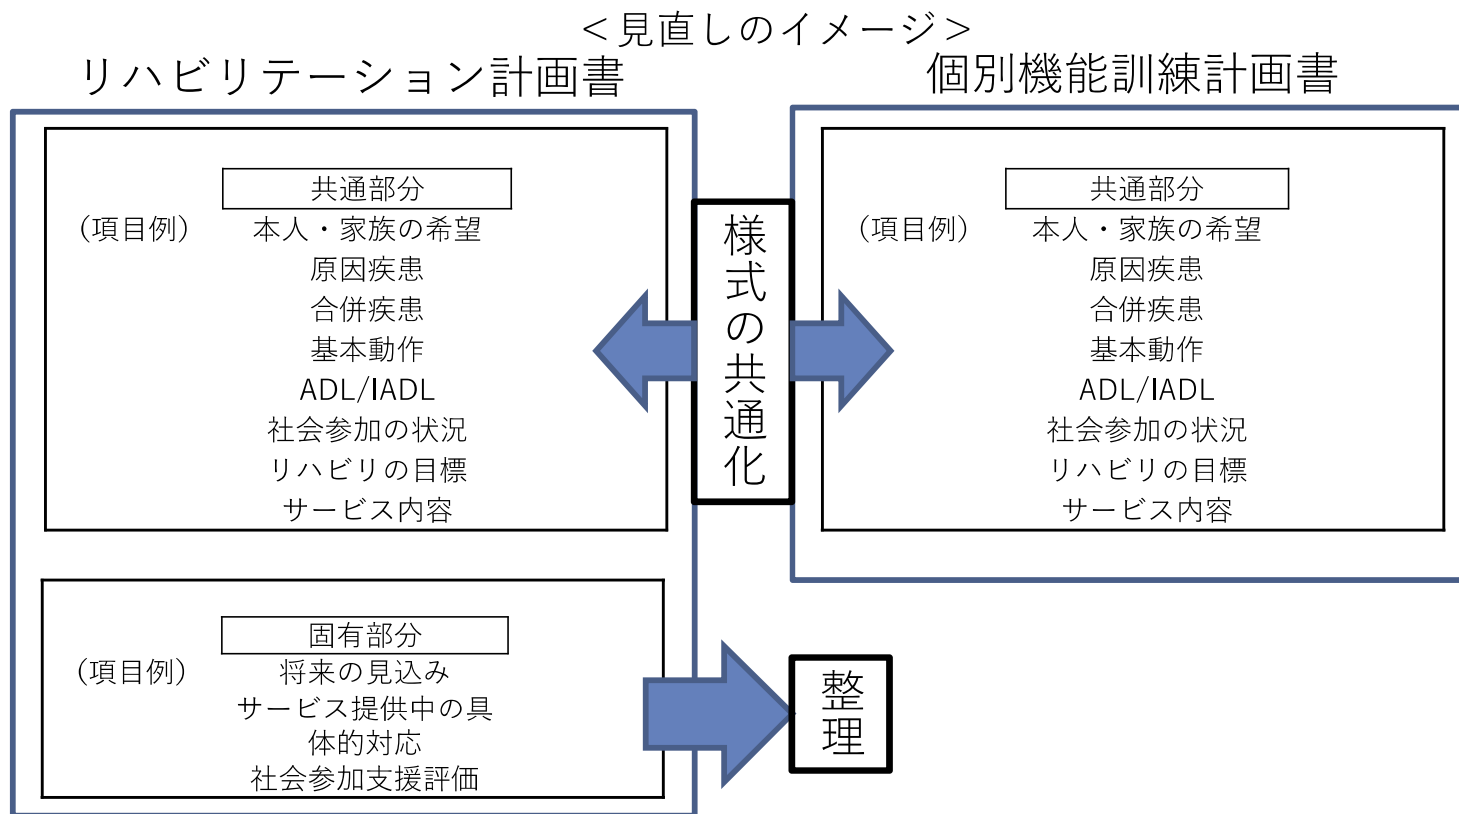 ＜見直しのイメージ＞
リハビリテーション計画書
共通部分
（項目例）
本人・家族の希望
原因疾患
合併疾患
基本動作
ADL/IADL
社会参加の状況
リハビリの目標
サービス内容
固有部分
（項目例）
将来の見込み
サービス提供中の具
体的対応
社会参加支援評価
様式の共通化
整理
個別機能訓練計画書
共通部分
（項目例）
本人・家族の希望
原因疾患
合併疾患
基本動作
ADL/IADL
社会参加の状況
リハビリの目標
サービス内容